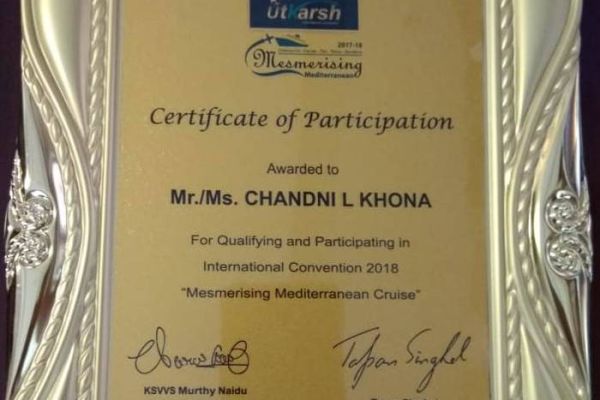 utkarsh
2017-18
Mesmerising
Mediterranean
Certificate of Participation
Awarded to
Mr./Ms. CHANDNI L KHONA
For Qualifying and Participating in
International Convention 2018
“Mesmerising Mediterranean Cruise”
Tapan Singhal
KSVVS Murthy Naidu